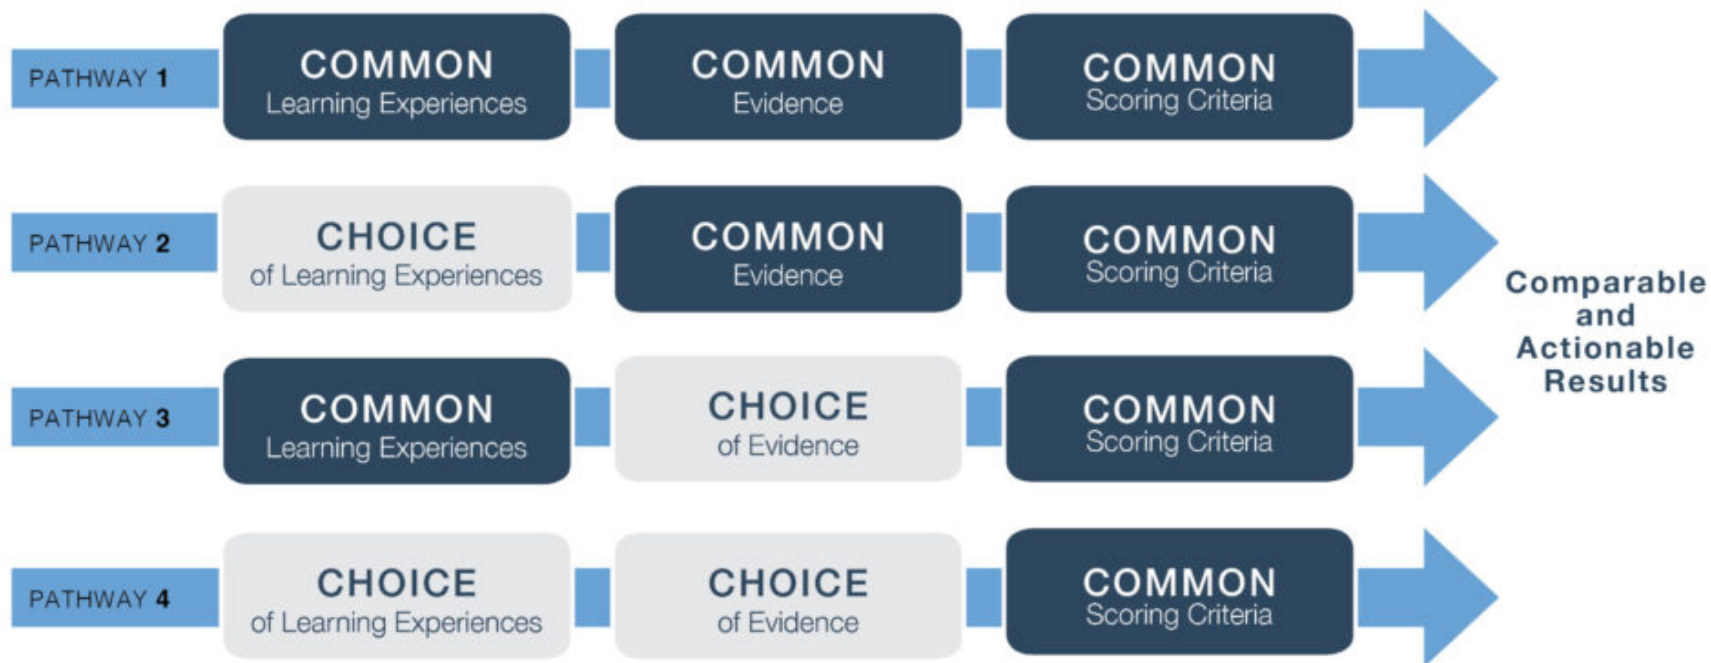 PATHWAY 1
COMMON
Learning Experiences
COMMON
Evidence
COMMON
Scoring Criteria
PATHWAY 2
CHOICE
of Learning Experiences
COMMON
Evidence
COMMON
Scoring Criteria
PATHWAY 3
COMMON
Learning Experiences
CHOICE
of Evidence
COMMON
Scoring Criteria
PATHWAY 4
CHOICE
of Learning Experiences
CHOICE
of Evidence
COMMON
Scoring Criteria
Comparable
and
Actionable
Results